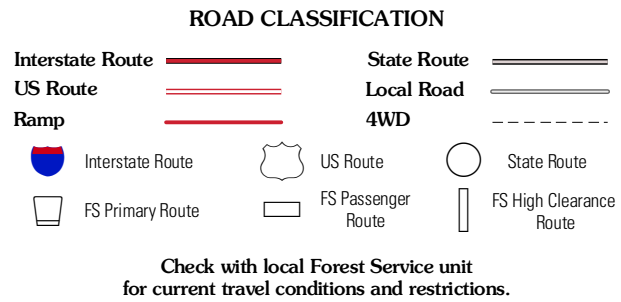 ROAD CLASSIFICATION
Interstate Route
State Route
US Route
Local Road
Ramp
4WD
Interstate Route
US Route
State Route
FS Primary Route
FS Passenger
Route
FS High Clearance
Route
Check with local Forest Service unit
for current travel conditions and restrictions.